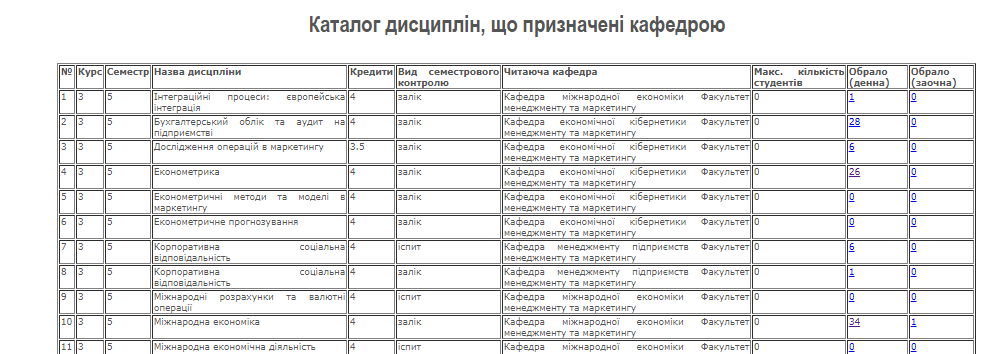 Каталог дисциплін, що призначені кафедрою
№ Курс Семестр Назва дисцпліни Кредити Вид семестрового контролю Читаюча кафедра Макс. кількість студентів Обрало (денна) Обрало (заочна)
1 3 5 Інтеграційні процеси: європейська інтеграція 4 залік Кафедра міжнародної економіки Факультет менеджменту та маркетингу 0 1 0
2 3 5 Бухгалтерський облік та аудит на підприємстві 4 залік Кафедра економічної кібернетики Факультет менеджменту та маркетингу 0 28 0
3 3 5 Дослідження операцій в маркетингу 3.5 залік Кафедра економічної кібернетики Факультет менеджменту та маркетингу 0 6 0
4 3 5 Економетрика 4 залік Кафедра економічної кібернетики Факультет менеджменту та маркетингу 0 26 0
5 3 5 Економетричні методи та моделі в маркетингу 4 залік Кафедра економічної кібернетики Факультет менеджменту та маркетингу 0 0 0
6 3 5 Економетричне прогнозування 4 залік Кафедра економічної кібернетики Факультет менеджменту та маркетингу 0 0 0
7 3 5 Корпоративна соціальна відповідальність 4 іспит Кафедра менеджменту підприємств Факультет менеджменту та маркетингу 0 6 0
8 3 5 Корпоративна соціальна відповідальність 4 залік Кафедра менеджменту підприємств Факультет менеджменту та маркетингу 0 1 0
9 3 5 Міжнародні розрахунки та валютні операції 4 іспит Кафедра міжнародної економіки Факультет менеджменту та маркетингу 0 0 0
10 3 5 Міжнародна економіка 4 залік Кафедра міжнародної економіки Факультет менеджменту та маркетингу 0 34 1
11 3 5 Міжнародна економічна діяльність 4 іспит Кафедра міжнародної економіки Факультет 0 0 0